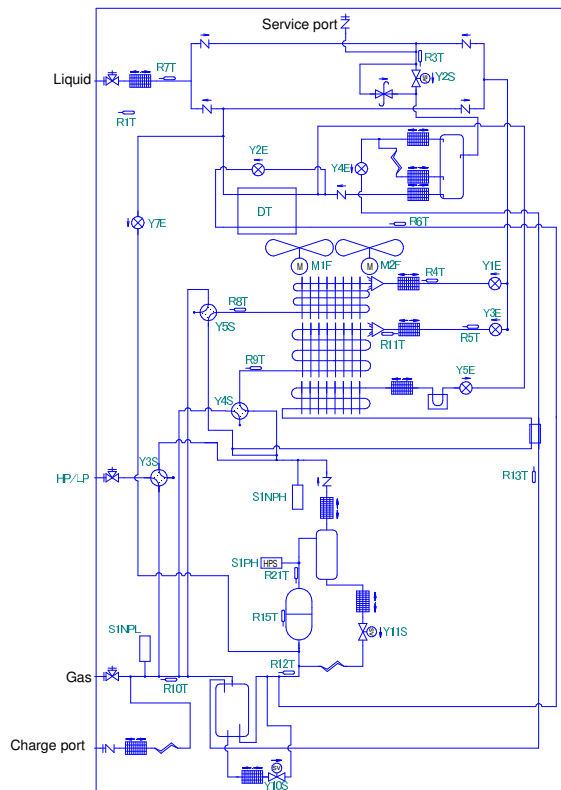 Service port
R3T
R7T
Y2S
Liquid
R1T
Y2E
Y4E
DT
Y7E
R6T
M1F
M2F
M
M
R4T
Y1E
R8T
Y5S
Y3E
R11T
R5T
R9T
Y5E
Y4S
Y3S
HP/LP
R13T
S1NPH
S1PH
HPS
R21T
R15T
Y11S
S1NPL
R12T
Gas
R10T
Charge port
SV
Y10S